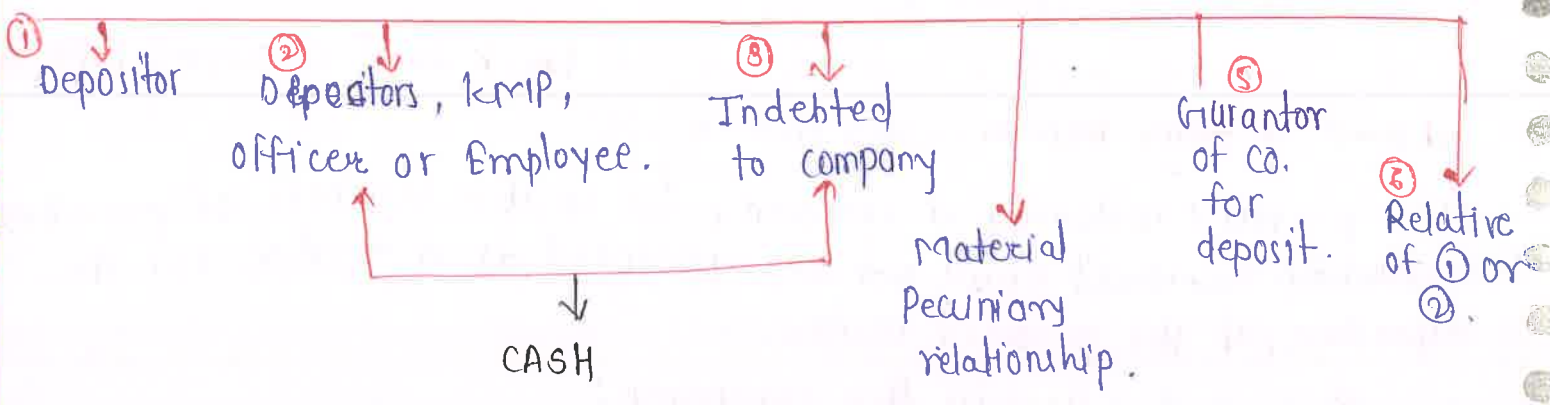 ① Depositor
② Depositors, KMP,
officer or Employee.
③ Indebted
to company
Material
Pecuniary
relationship.
⑤ Gurantor
of co.
for
deposit.
⑥ Relative
of ① or
②.
CASH